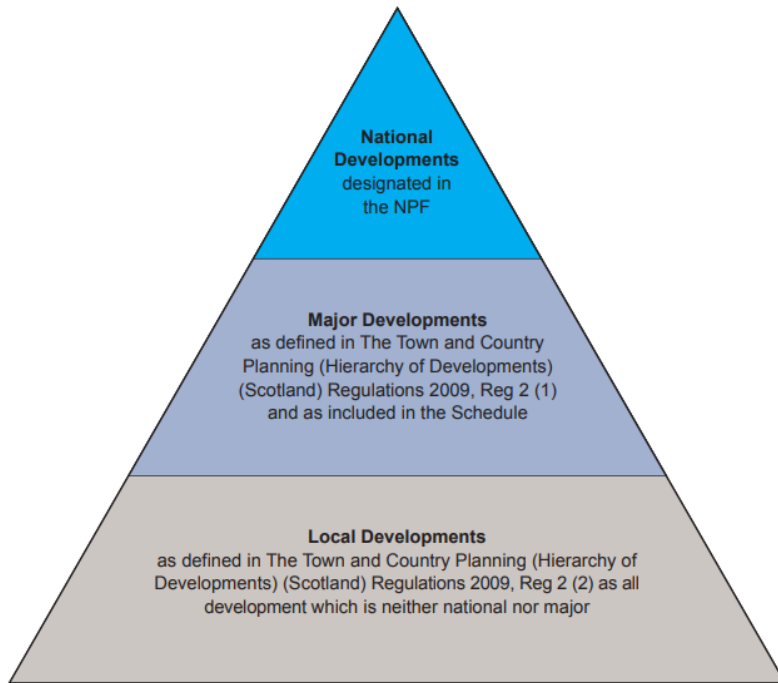 National
Developments
designated in
the NPF
Major Developments
as defined in The Town and Country
Planning (Hierarchy of Developments)
(Scotland) Regulations 2009, Reg 2 (1)
and as included in the Schedule
Local Developments
as defined in The Town and Country Planning (Hierarchy of
Developments) (Scotland) Regulations 2009, Reg 2 (2) as all
development which is neither national nor major